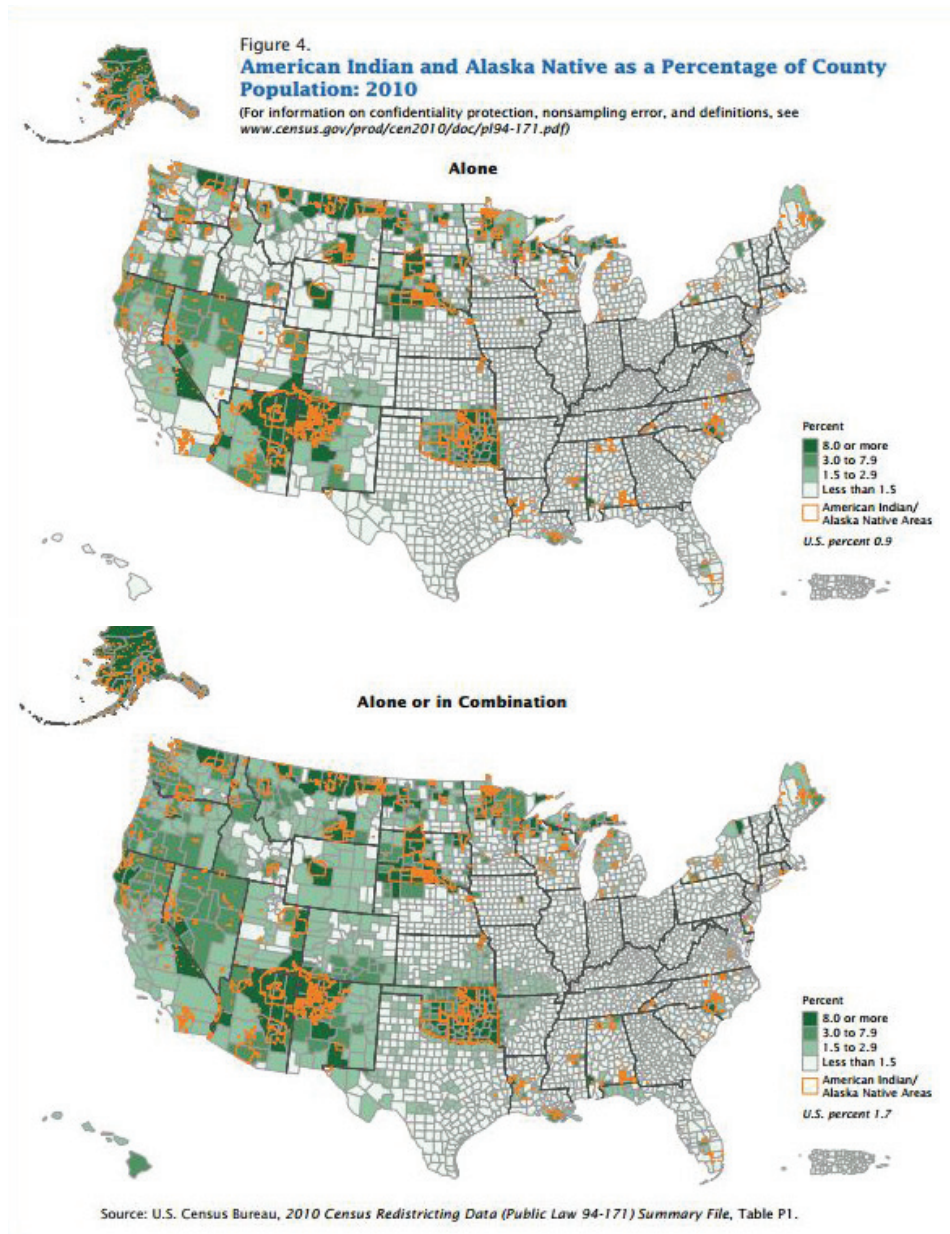 Figure 4.
American Indian and Alaska Native as a Percentage of County
Population: 2010
(For information on confidentiality protection, nonsampling error, and definitions, see
www.census.gov/prod/cen2010/doc/pl94-171.pdf)
Alone
Percent
8.0 or more
3.0 to 7.9
1.5 to 2.9
Less than 1.5
American Indian/
Alaska Native Areas
U.S. percent 0.9
Alone or in Combination
Percent
8.0 or more
3.0 to 7.9
1.5 to 2.9
Less than 1.5
American Indian/
Alaska Native Areas
U.S. percent 1.7
Source: U.S. Census Bureau, 2010 Census Redistricting Data (Public Law 94-171) Summary File, Table P1.